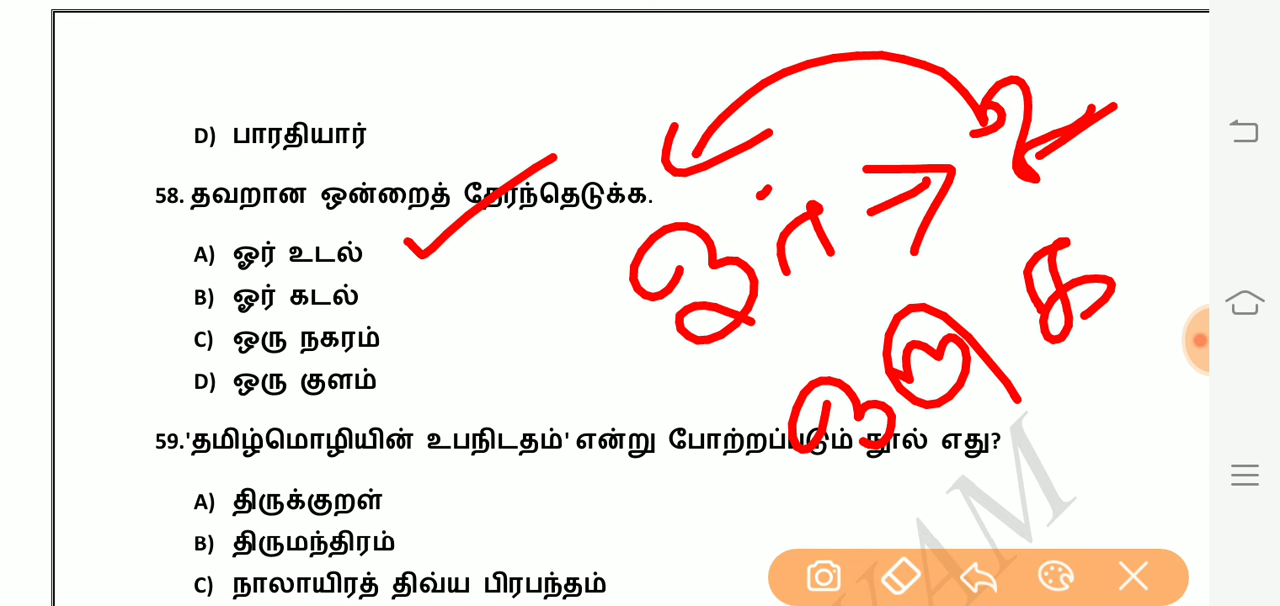 D) பாரதியார்
58. தவறான ஒன்றைத் தேர்ந்தெடுக்க.
A) ஓர் உடல்
B) ஓர் கடல்
C) ஒரு நகரம்
D) ஒரு குளம்
59.'தமிழ்மொழியின் உபநிடதம்' என்று போற்றப்படும் நூல் எது?
A) திருக்குறள்
B) திருமந்திரம்
C) நாலாயிரத் திவ்ய பிரபந்தம்
ஓர் உ
ஒரு க
AM